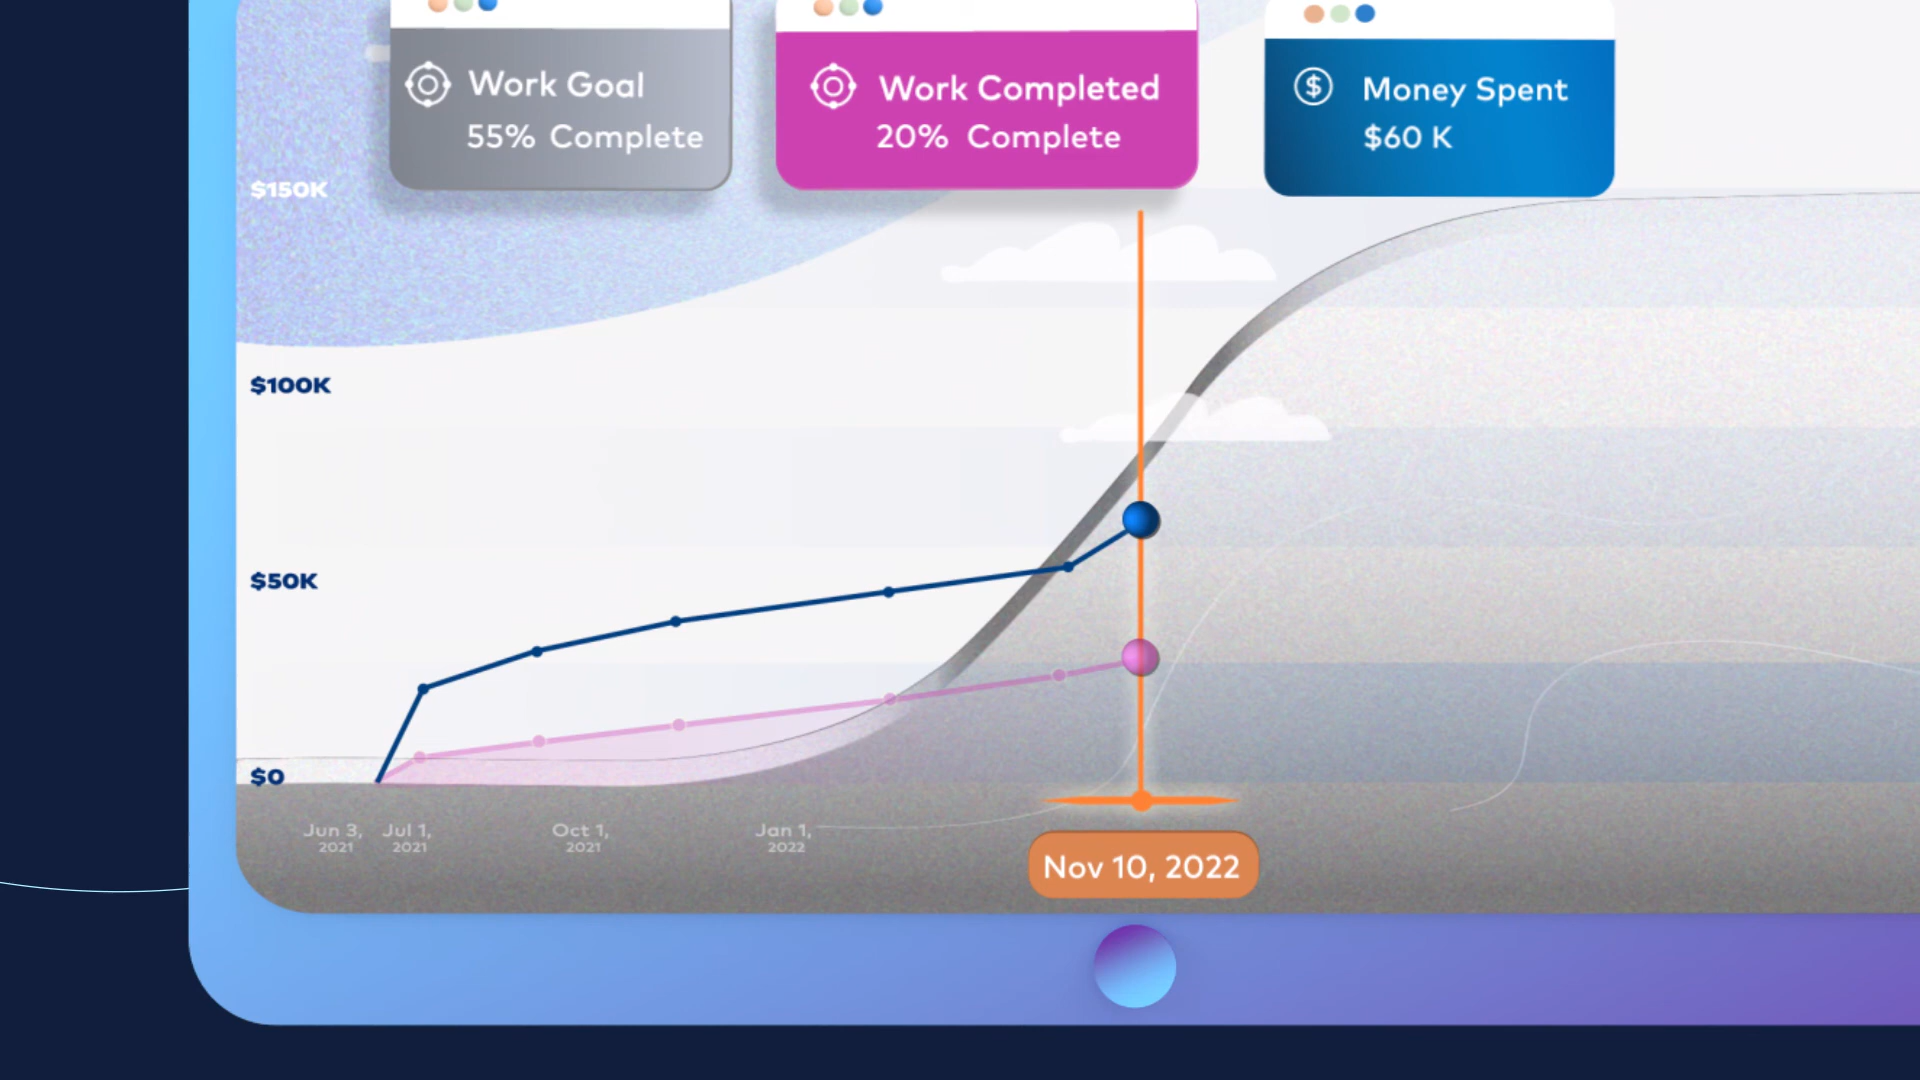 Work Goal
55% Complete
Work Completed
20% Complete
$ Money Spent
$60 K
$150K
$100K
$50K
$0
Jun 3, 2021
Jul 1, 2021
Oct 1, 2021
Jan 1, 2022
Nov 10, 2022